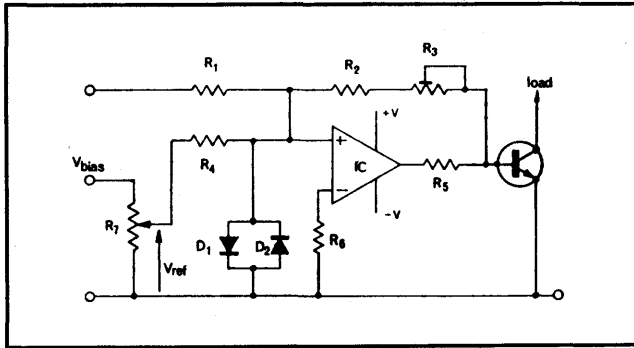 R1
R2
R3
load
+V
Vbias
R4
+
IC
−
R5
R7
D1
D2
R6
−V
Vref